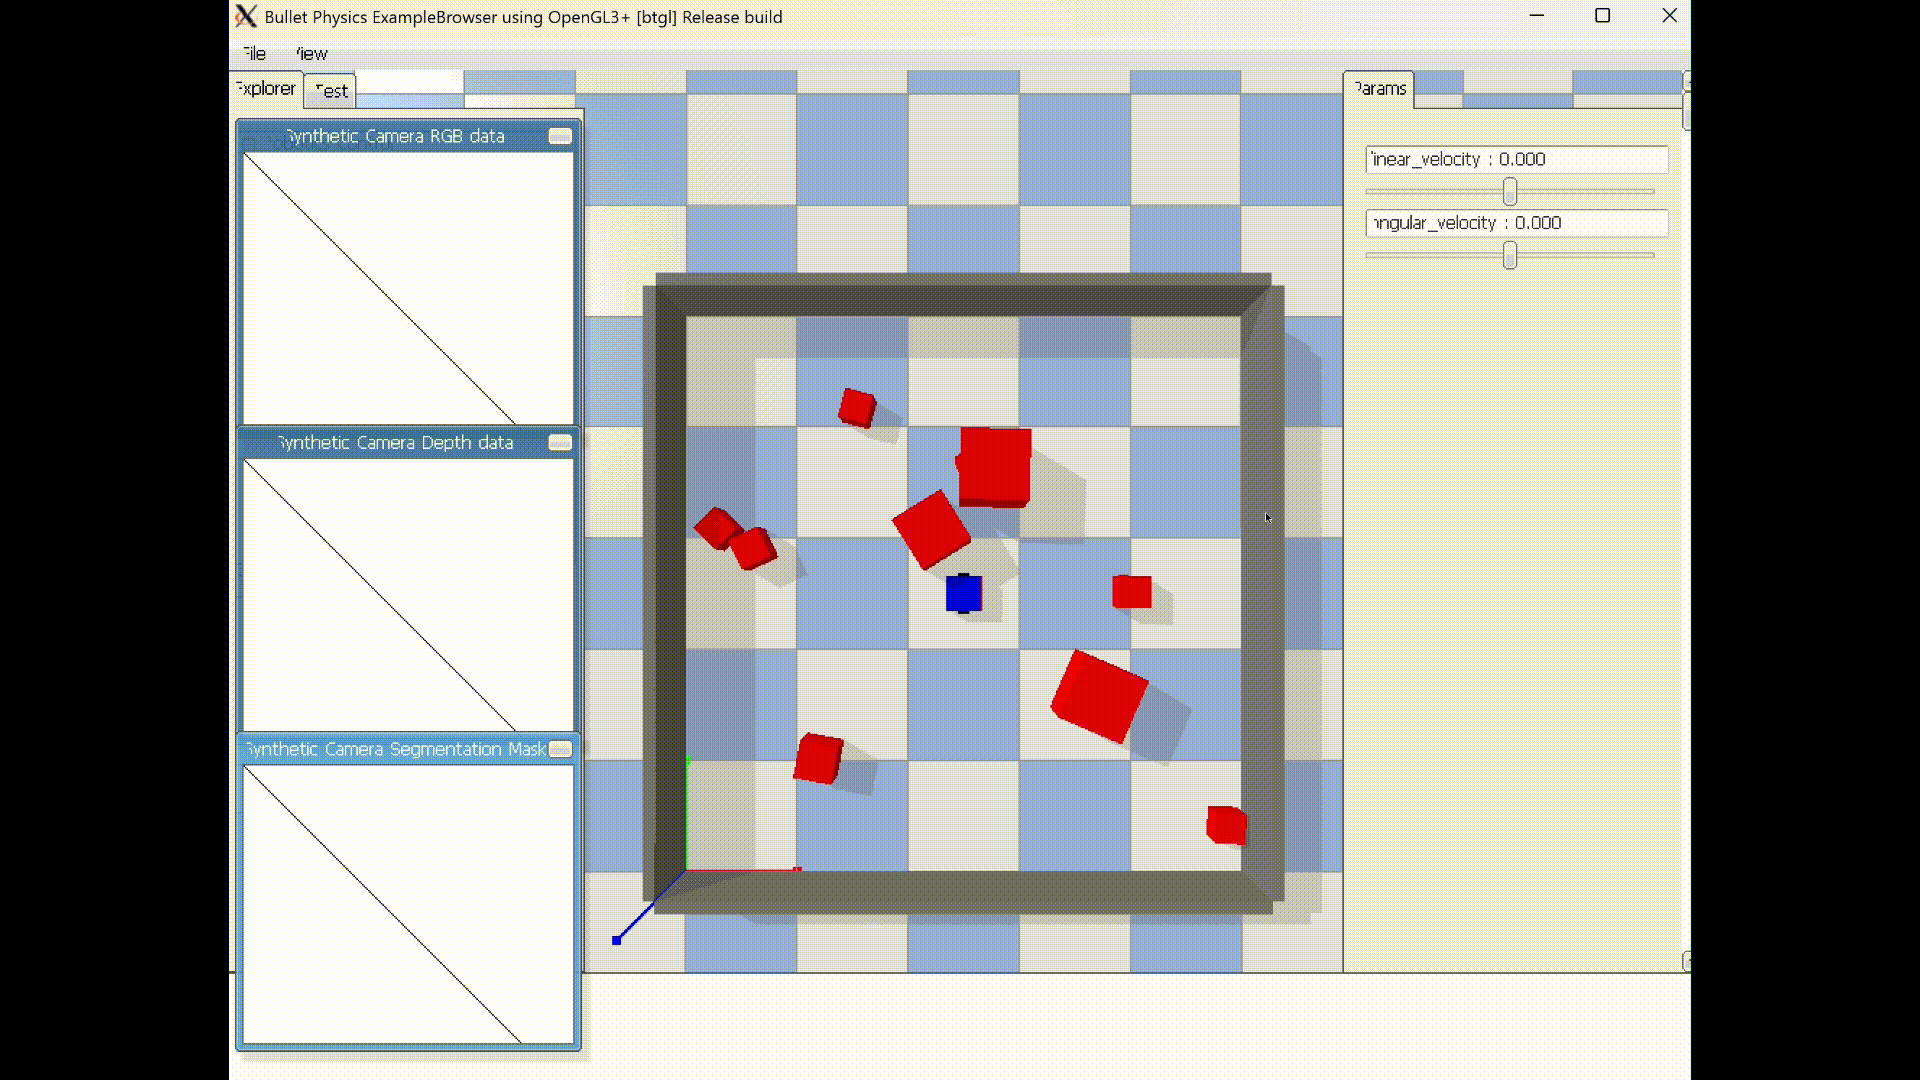 Bullet Physics ExampleBrowser using OpenGL3+ [btgl] Release build
File View
Explorer Test
Params
Synthetic Camera RGB data
linear_velocity : 0.000
angular_velocity : 0.000
Synthetic Camera Depth data
Synthetic Camera Segmentation Mask